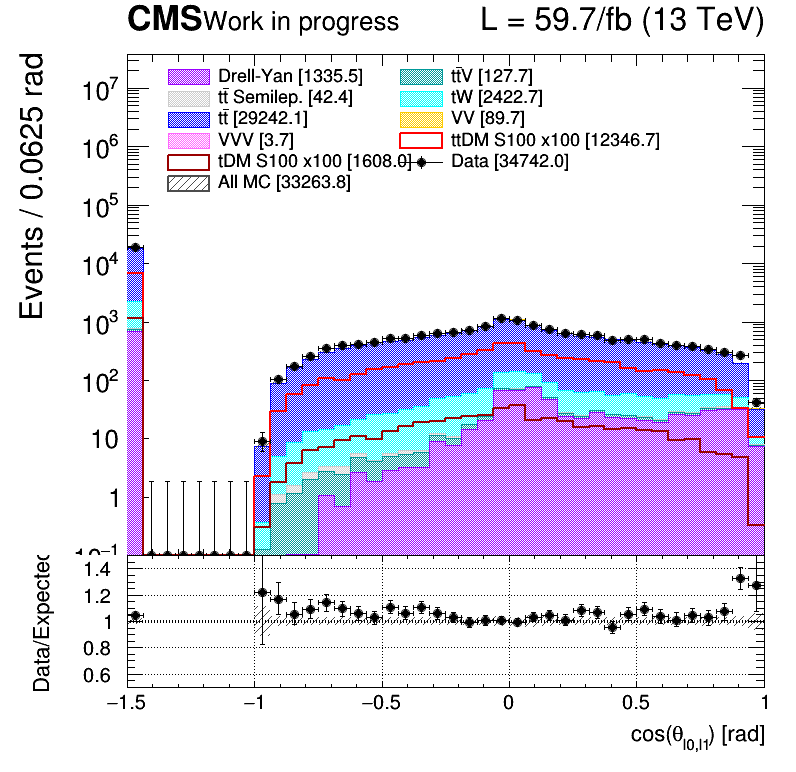 CMS Work in progress L = 59.7/fb (13 TeV)
Events / 0.0625 rad
10⁷
10⁶
10⁵
10⁴
10³
10²
10
1
10⁻¹
Drell-Yan [1335.5]
tt̄V [127.7]
tt̄ Semilep. [42.4]
tW [2422.7]
tt̄ [29242.1]
VV [89.7]
VVV [3.7]
ttDM S100 x100 [12346.7]
tDM S100 x100 [1608.0]
Data [34742.0]
All MC [33263.8]
Data/Expected
1.4
1.2
1
0.8
0.6
−1.5 −1 −0.5 0 0.5 1
cos(θ_l0,l1) [rad]